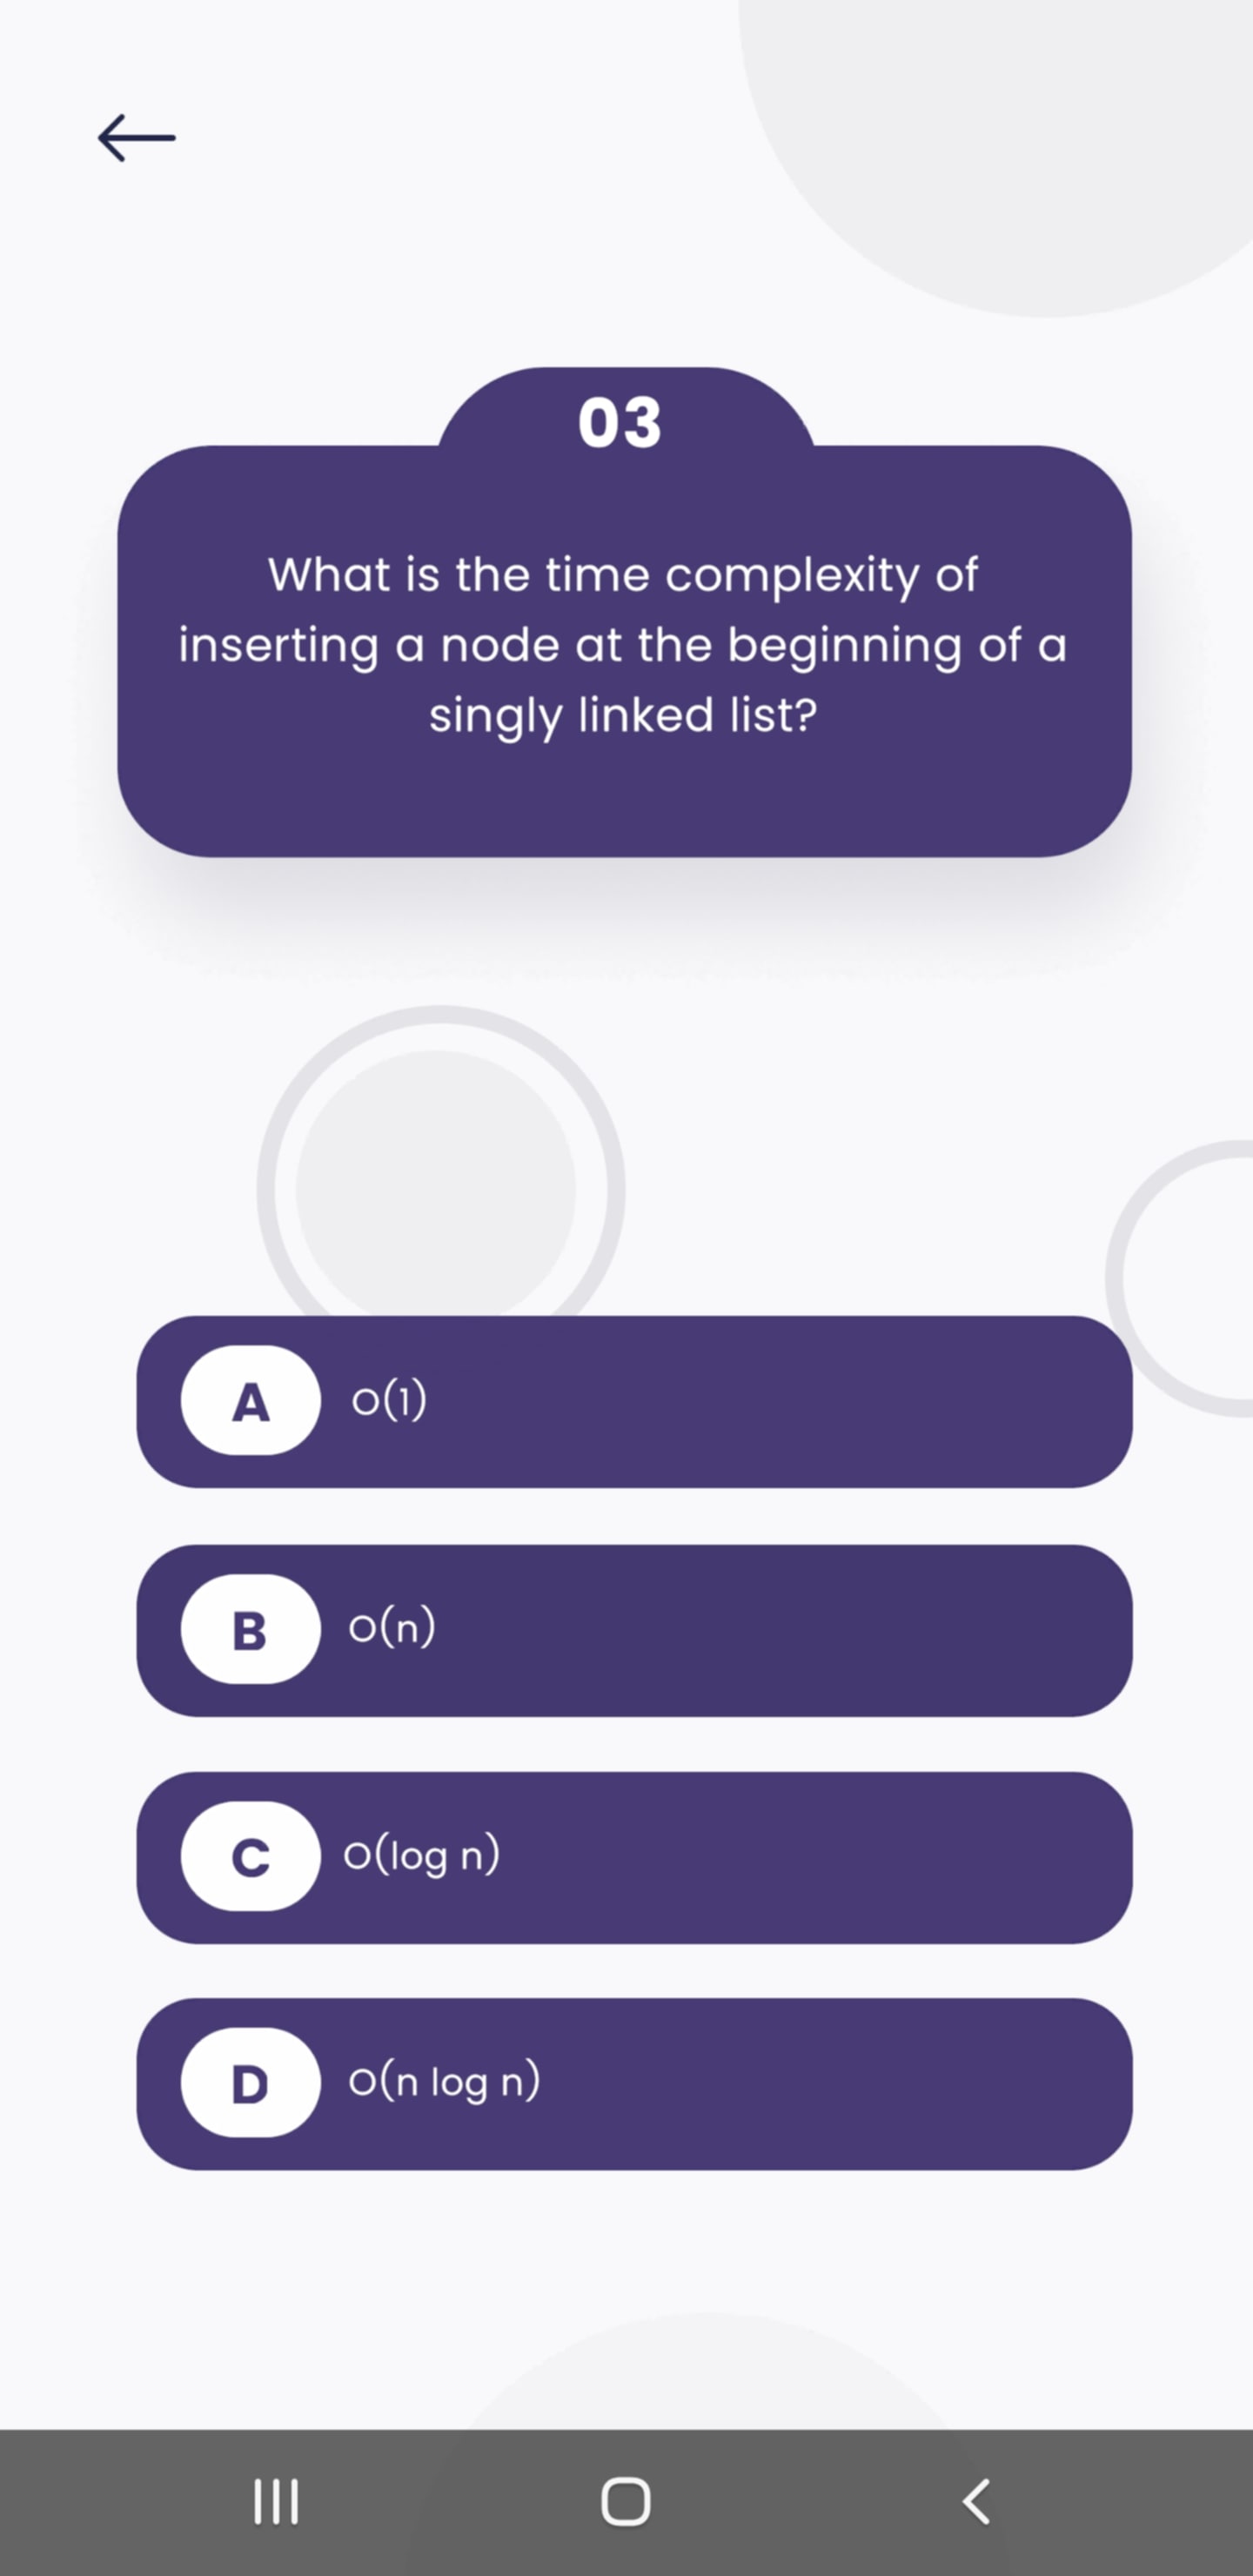 03
What is the time complexity of
inserting a node at the beginning of a
singly linked list?
A O(1)
B O(n)
C O(log n)
D O(n log n)